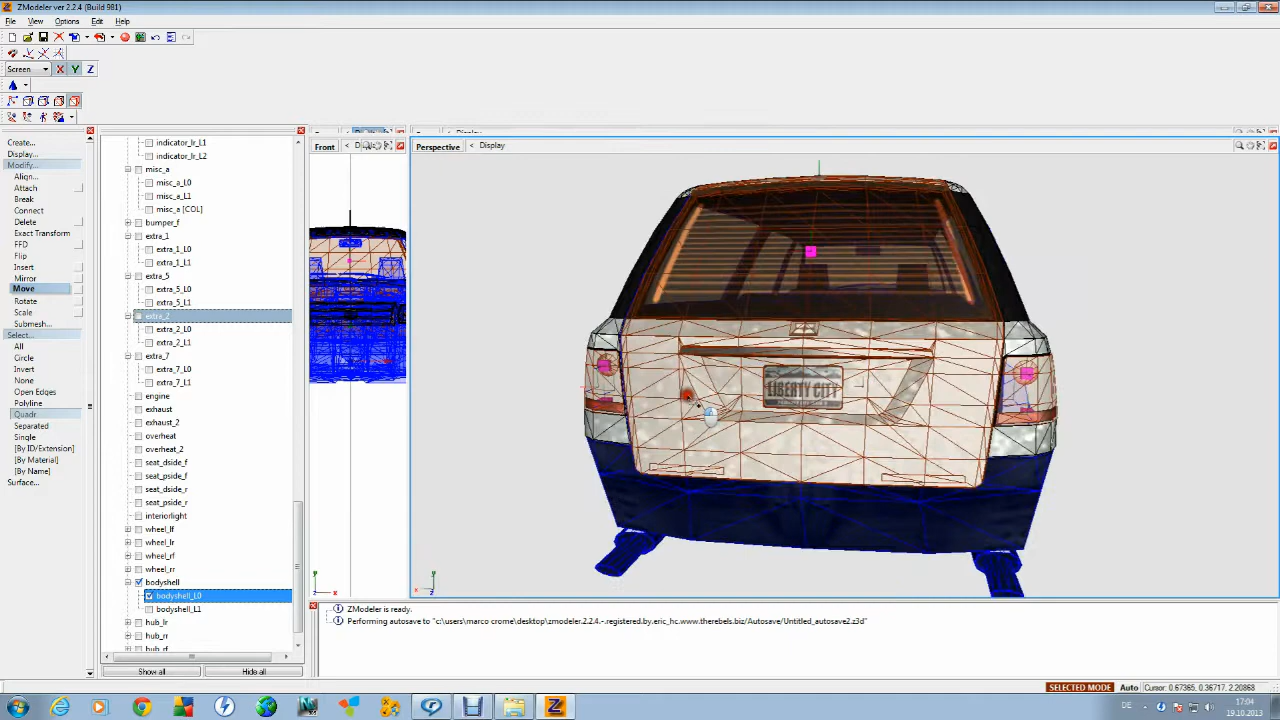 ZModeler ver 2.2.4 (Build 981)
File View Options Edit Help
Screen X Y Z
Create...
Display...
Modify...
Align...
Attach
Break
Connect
Delete
Exact Transform
FFD
Flip
Insert
Mirror
Move
Rotate
Scale
Submesh...
Select...
All
Circle
Invert
None
Open Edges
Polyline
Quadr
Separated
Single
[By ID/Extension]
[By Material]
[By Name]
Surface...
indicator_lr_L1
indicator_lr_L2
misc_a
misc_a_L0
misc_a_L1
misc_a [COL]
bumper_f
extra_1
extra_1_L0
extra_1_L1
extra_5
extra_5_L0
extra_5_L1
extra_2
extra_2_L0
extra_2_L1
extra_7
extra_7_L0
extra_7_L1
engine
exhaust
exhaust_2
overheat
overheat_2
seat_dside_f
seat_pside_f
seat_dside_r
seat_pside_r
interiorlight
wheel_lf
wheel_lr
wheel_rf
wheel_rr
bodyshell
bodyshell_L0
bodyshell_L1
hub_lr
hub_rr
hub_rf
Show all Hide all
Front
Perspective < Display
LIBERTY CITY
ZModeler is ready.
Performing autosave to "c:\users\marco crome\desktop\zmodeler.2.2.4.-.registered.by.eric_hc.www.therebels.biz/Autosave/Untitled_autosave2.z3d"
SELECTED MODE Auto Cursor: 0.67365, 0.36717, 2.20868
DE 17:04
19.10.2013